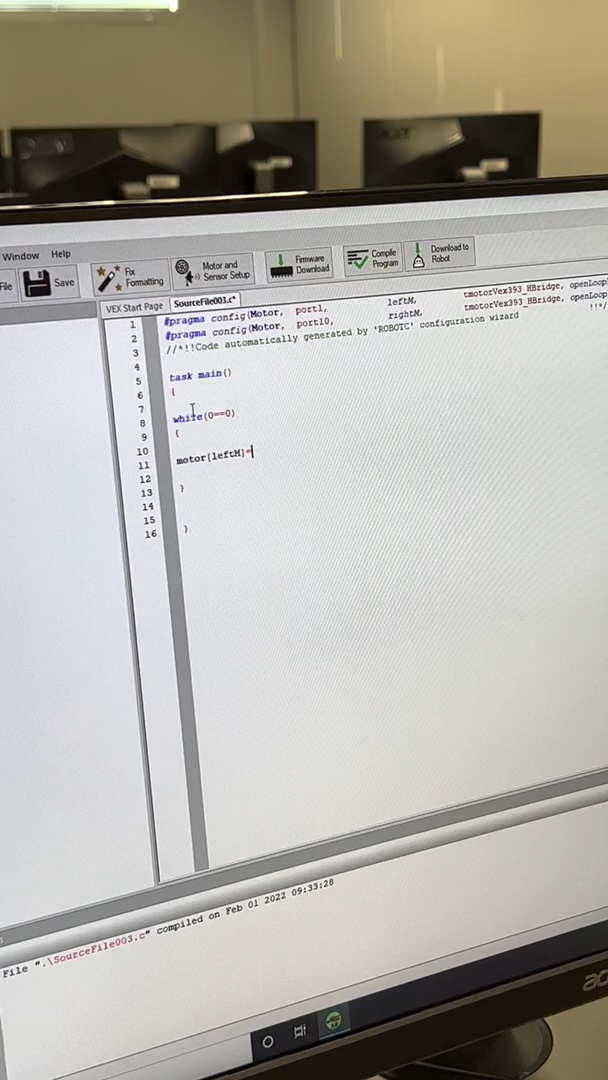 acer
Window Help
File Save Fix Formatting Motor and Sensor Setup Firmware Download Compile Program Download to Robot
VEX Start Page SourceFile003.c*
1 #pragma config(Motor, port1, leftM, tmotorVex393_HBridge, openLoop
2 #pragma config(Motor, port10, rightM, tmotorVex393_HBridge, openLoop
3 //*!!Code automatically generated by 'ROBOTC' configuration wizard !!*/
4
5 task main()
6 {
7
8 while(0==0)
9 {
10
11 motor[leftM]=
12
13 }
14
15
16 }
File ".\SourceFile003.c" compiled on Feb 01 2022 09:33:28